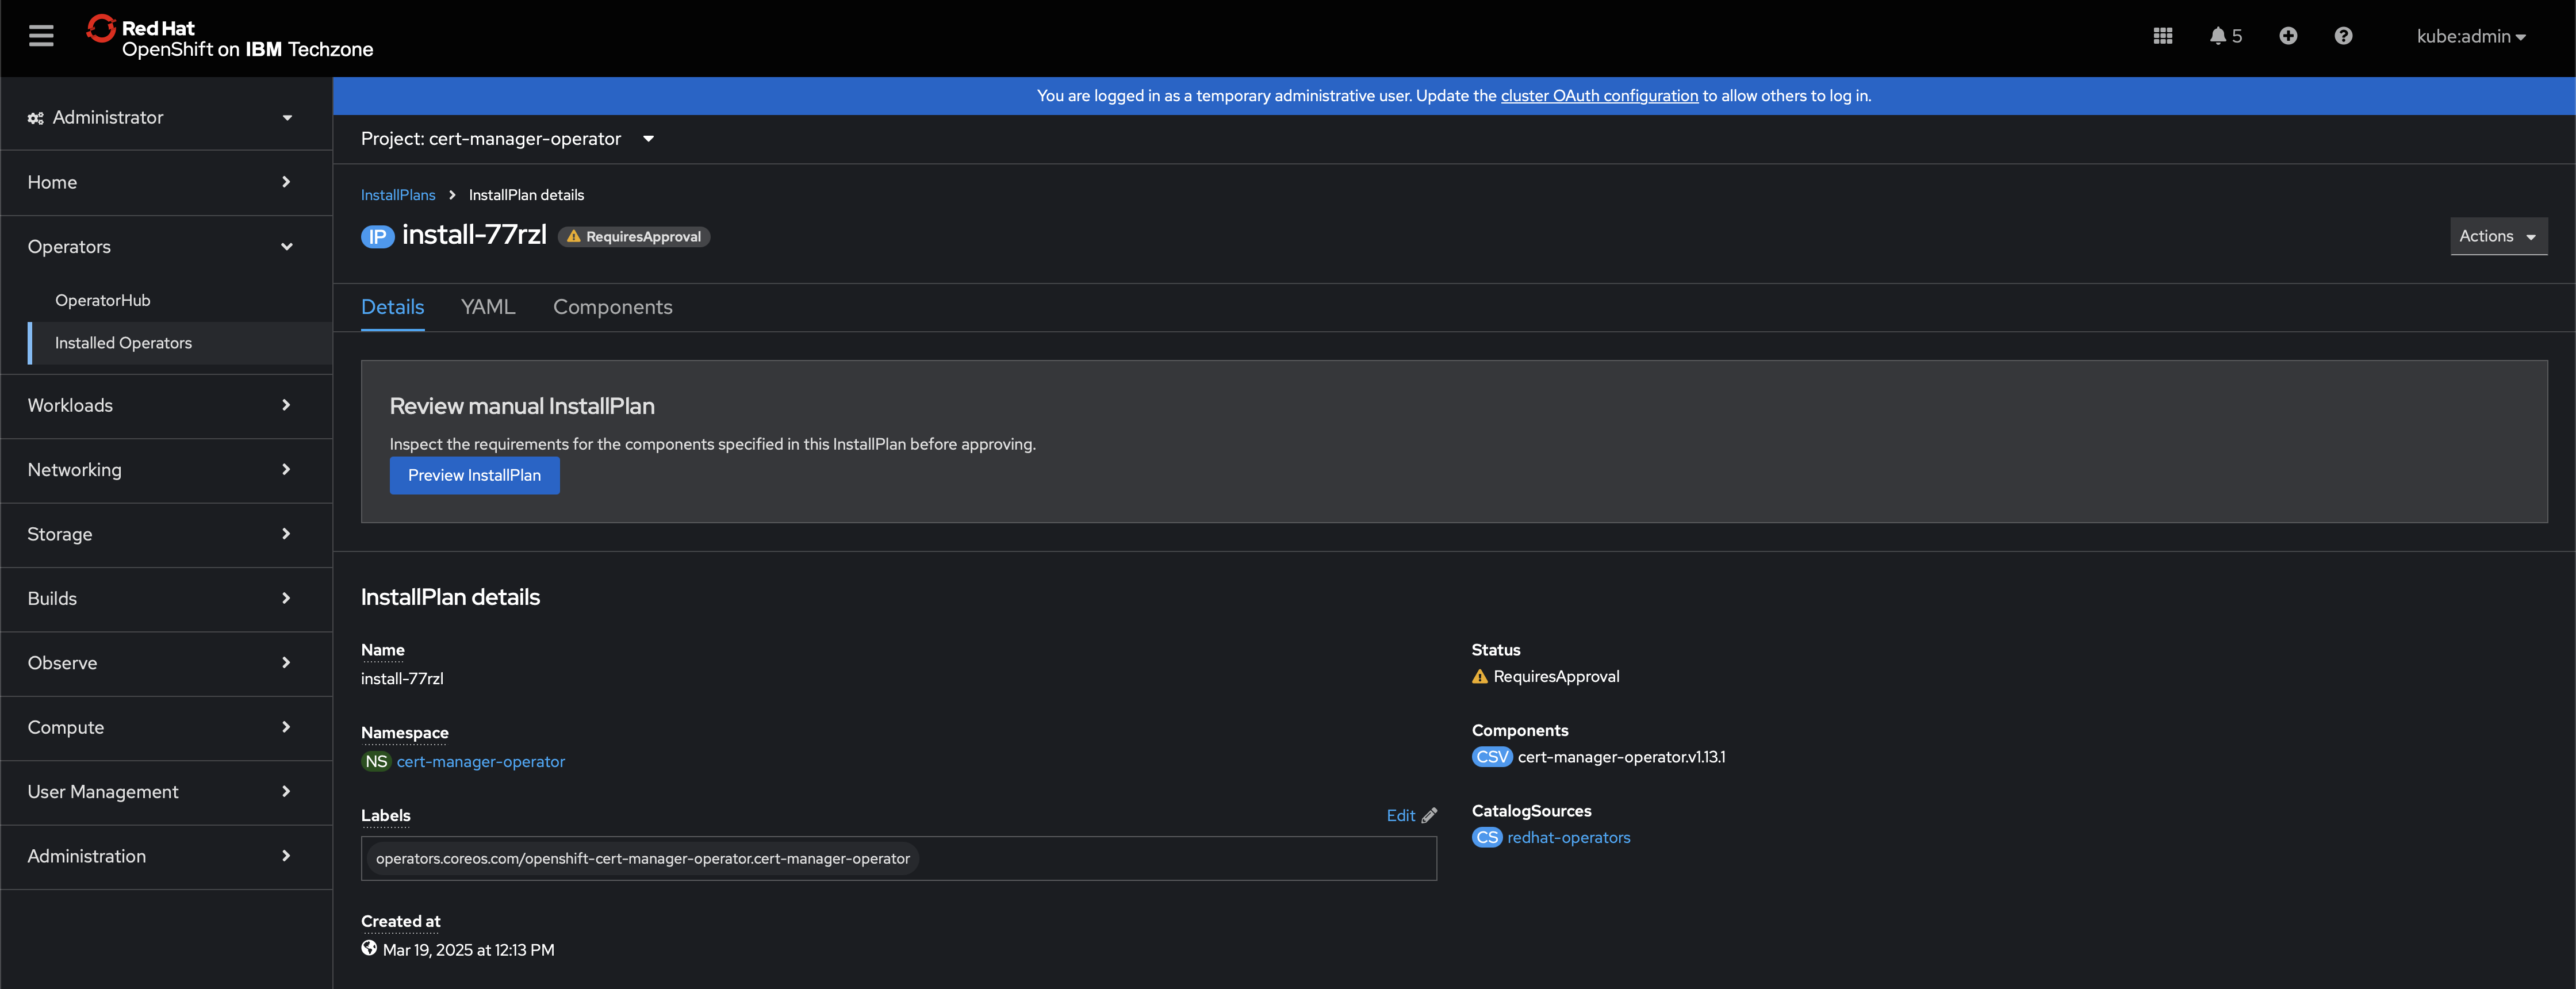 Red Hat
OpenShift on IBM Techzone
5
kube:admin
You are logged in as a temporary administrative user. Update the cluster OAuth configuration to allow others to log in.
Administrator
Home
Operators
OperatorHub
Installed Operators
Workloads
Networking
Storage
Builds
Observe
Compute
User Management
Administration
Project: cert-manager-operator
InstallPlans > InstallPlan details
IP install-77rzl RequiresApproval
Actions
Details YAML Components
Review manual InstallPlan
Inspect the requirements for the components specified in this InstallPlan before approving.
Preview InstallPlan
InstallPlan details
Name
install-77rzl
Namespace
NS cert-manager-operator
Labels
Edit
operators.coreos.com/openshift-cert-manager-operator.cert-manager-operator
Created at
Mar 19, 2025 at 12:13 PM
Status
RequiresApproval
Components
CSV cert-manager-operator.v1.13.1
CatalogSources
CS redhat-operators